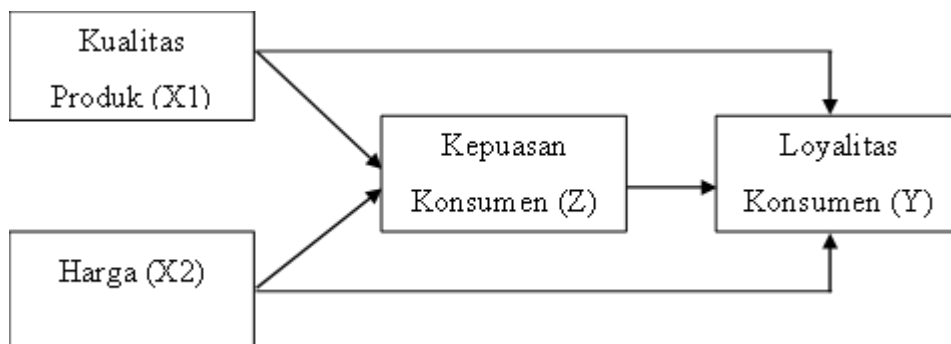 Kualitas
Produk (X1)
Kepuasan
Konsumen (Z)
Loyalitas
Konsumen (Y)
Harga (X2)